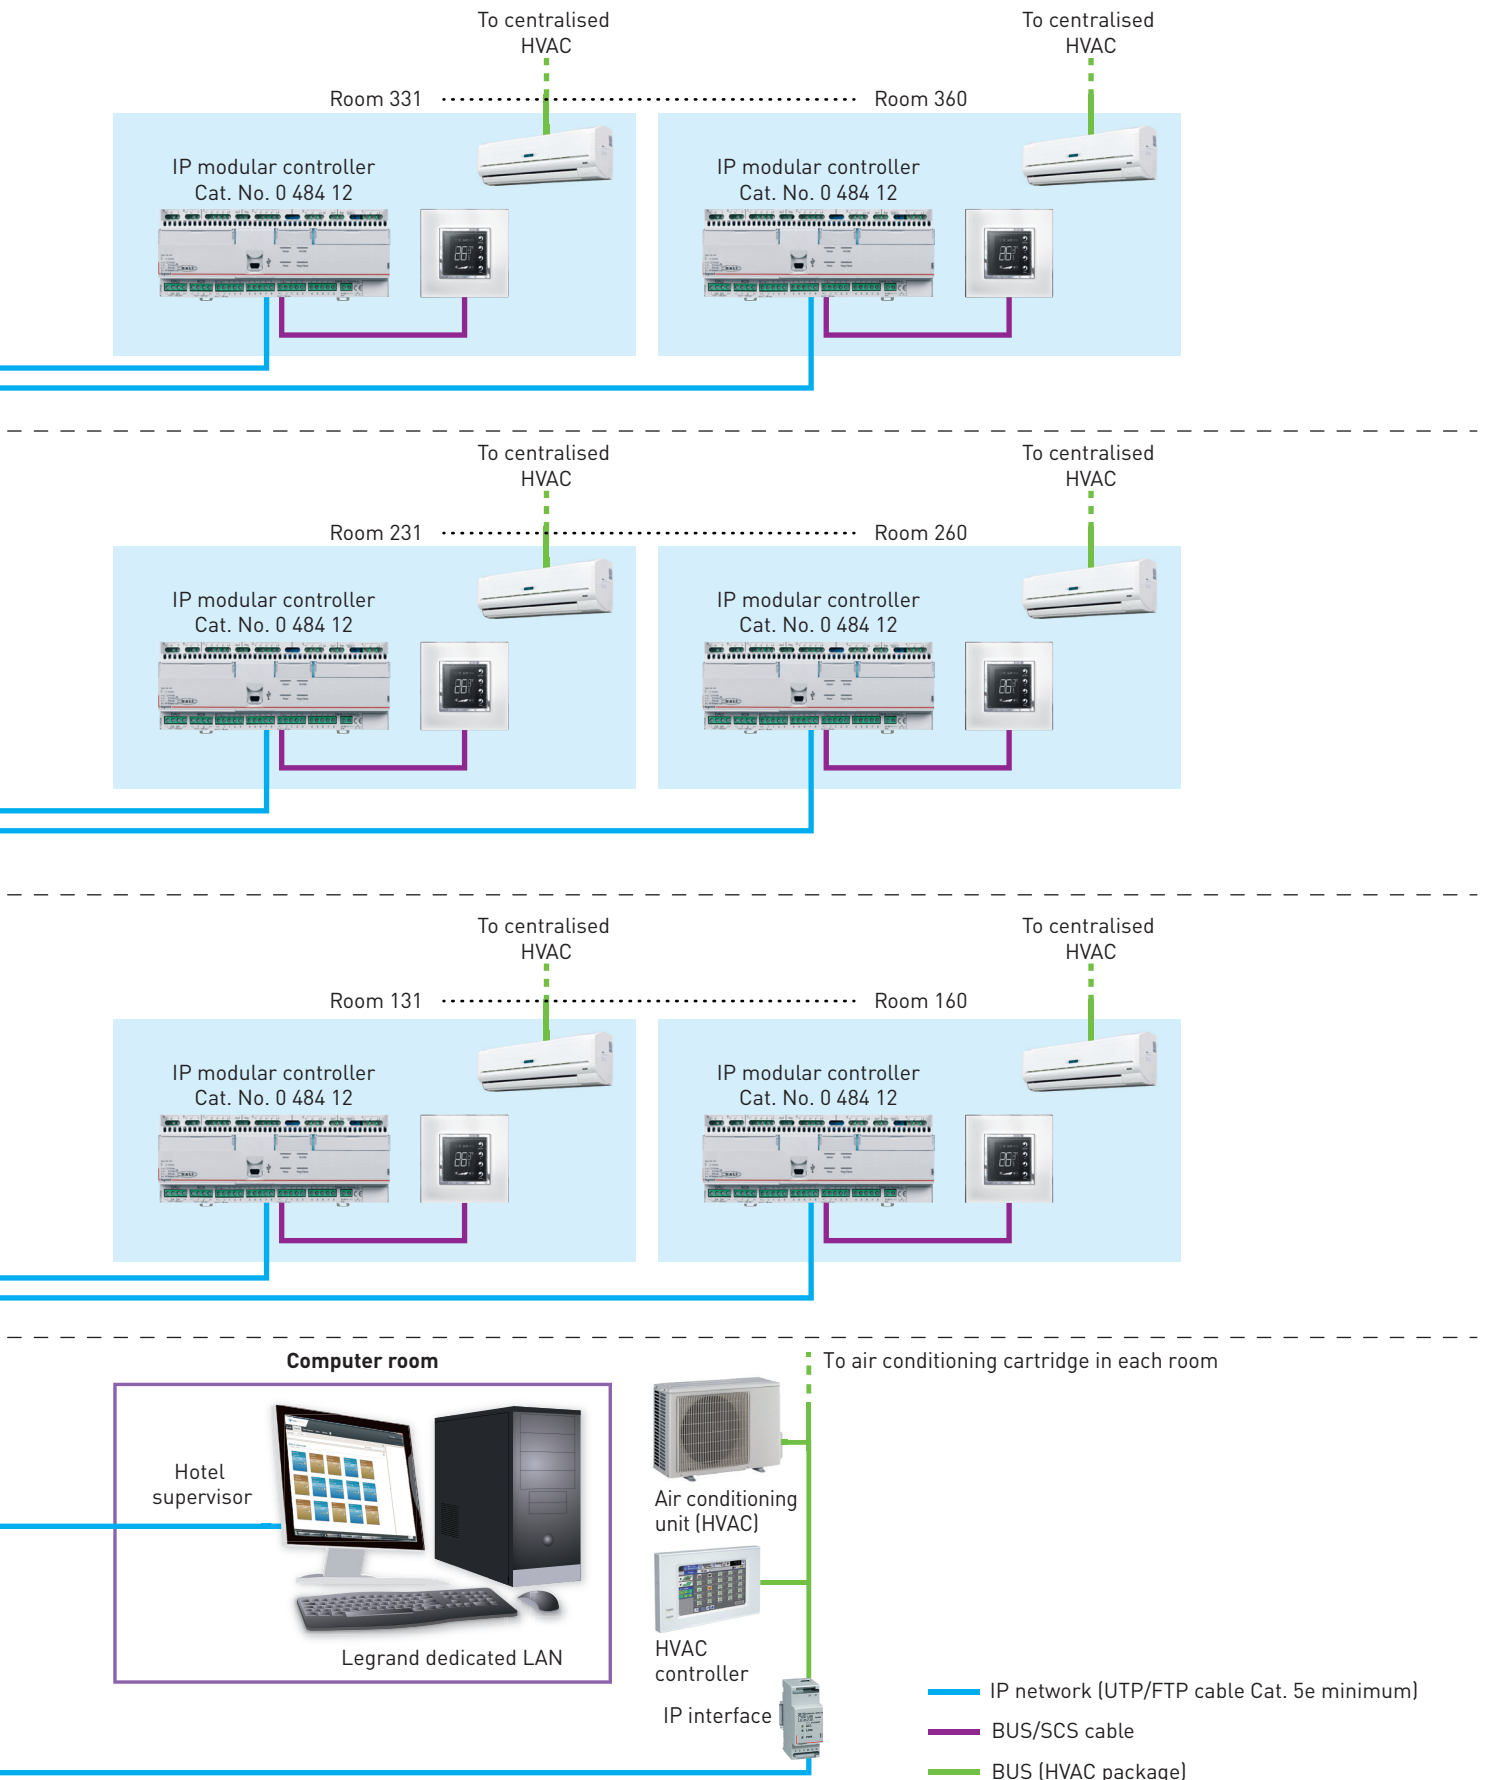 To centralised
HVAC
To centralised
HVAC
Room 331
Room 360
IP modular controller
Cat. No. 0 484 12
IP modular controller
Cat. No. 0 484 12
To centralised
HVAC
To centralised
HVAC
Room 231
Room 260
IP modular controller
Cat. No. 0 484 12
IP modular controller
Cat. No. 0 484 12
To centralised
HVAC
To centralised
HVAC
Room 131
Room 160
IP modular controller
Cat. No. 0 484 12
IP modular controller
Cat. No. 0 484 12
Computer room
To air conditioning cartridge in each room
Hotel
supervisor
Legrand dedicated LAN
Air conditioning
unit (HVAC)
HVAC
controller
IP interface
IP network (UTP/FTP cable Cat. 5e minimum)
BUS/SCS cable
BUS (HVAC package)